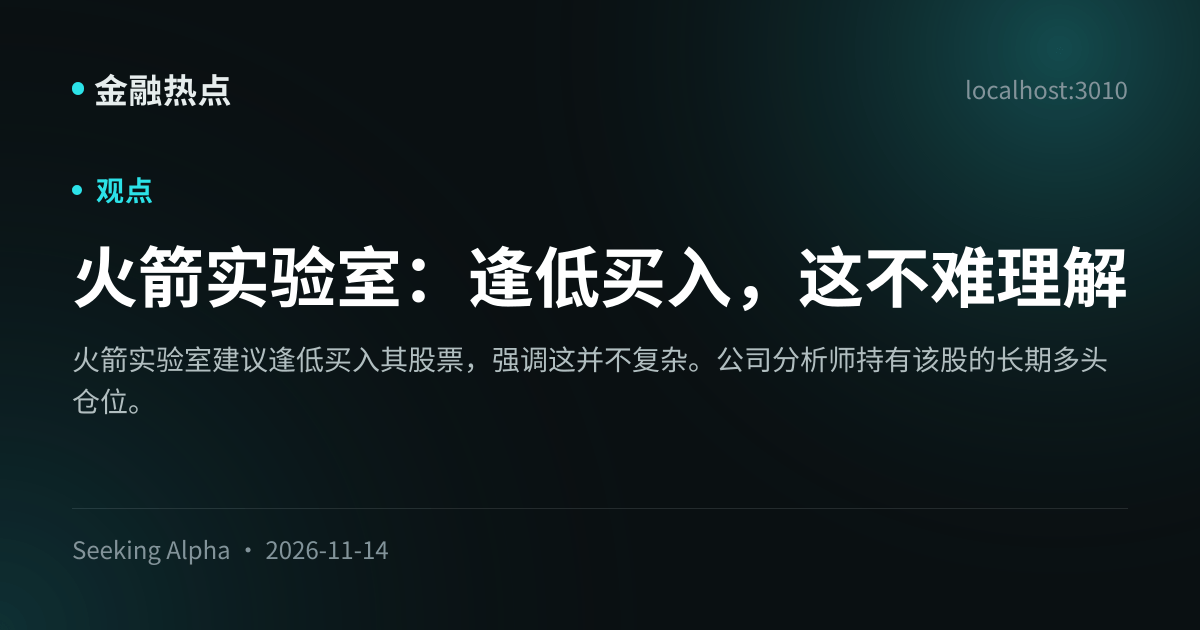 金融热点
localhost:3010
观点
火箭实验室：逢低买入，这不难理解
火箭实验室建议逢低买入其股票，强调这并不复杂。公司分析师持有该股的长期多头
仓位。
Seeking Alpha · 2026-11-14